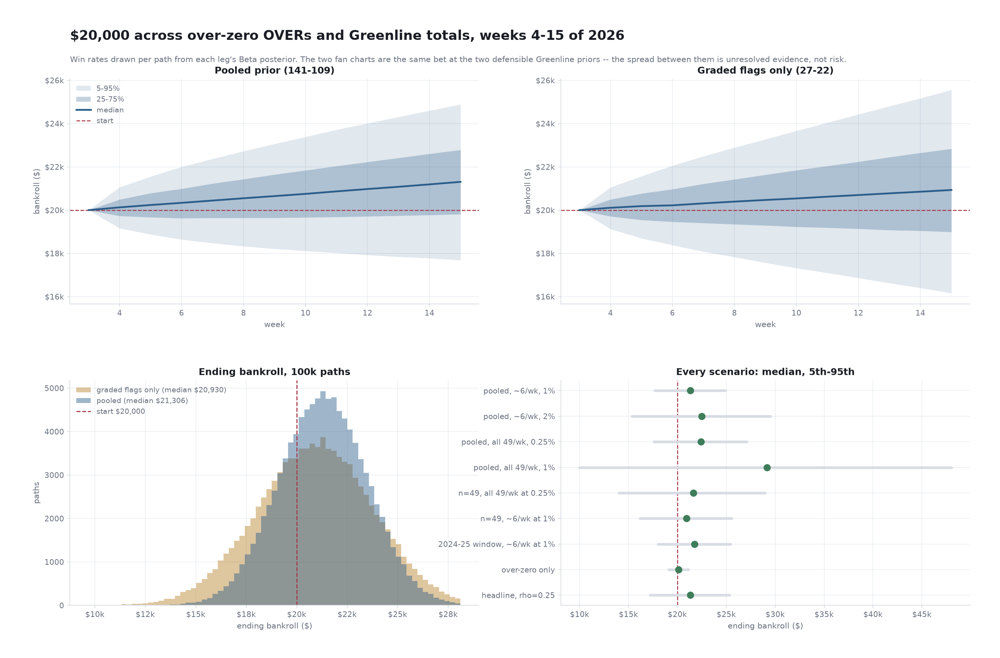 $20,000 across over-zero OVERs and Greenline totals, weeks 4-15 of 2026
Win rates drawn per path from each leg's Beta posterior. The two fan charts are the same bet at the two defensible Greenline priors -- the spread between them is unresolved evidence, not risk.
Pooled prior (141-109)
$26k
$24k
$22k
$20k
$18k
$16k
bankroll ($)
5-95%
25-75%
median
start
4 6 8 10 12 14
week
Graded flags only (27-22)
$26k
$24k
$22k
$20k
$18k
$16k
bankroll ($)
4 6 8 10 12 14
week
Ending bankroll, 100k paths
5000
4000
3000
2000
1000
0
paths
graded flags only (median $20,930)
pooled (median $21,306)
start $20,000
$10k $12k $15k $18k $20k $22k $25k $28k
ending bankroll ($)
Every scenario: median, 5th-95th
pooled, ~6/wk, 1%
pooled, ~6/wk, 2%
pooled, all 49/wk, 0.25%
pooled, all 49/wk, 1%
n=49, all 49/wk at 0.25%
n=49, ~6/wk at 1%
2024-25 window, ~6/wk at 1%
over-zero only
headline, rho=0.25
$10k $15k $20k $25k $30k $35k $40k $45k
ending bankroll ($)